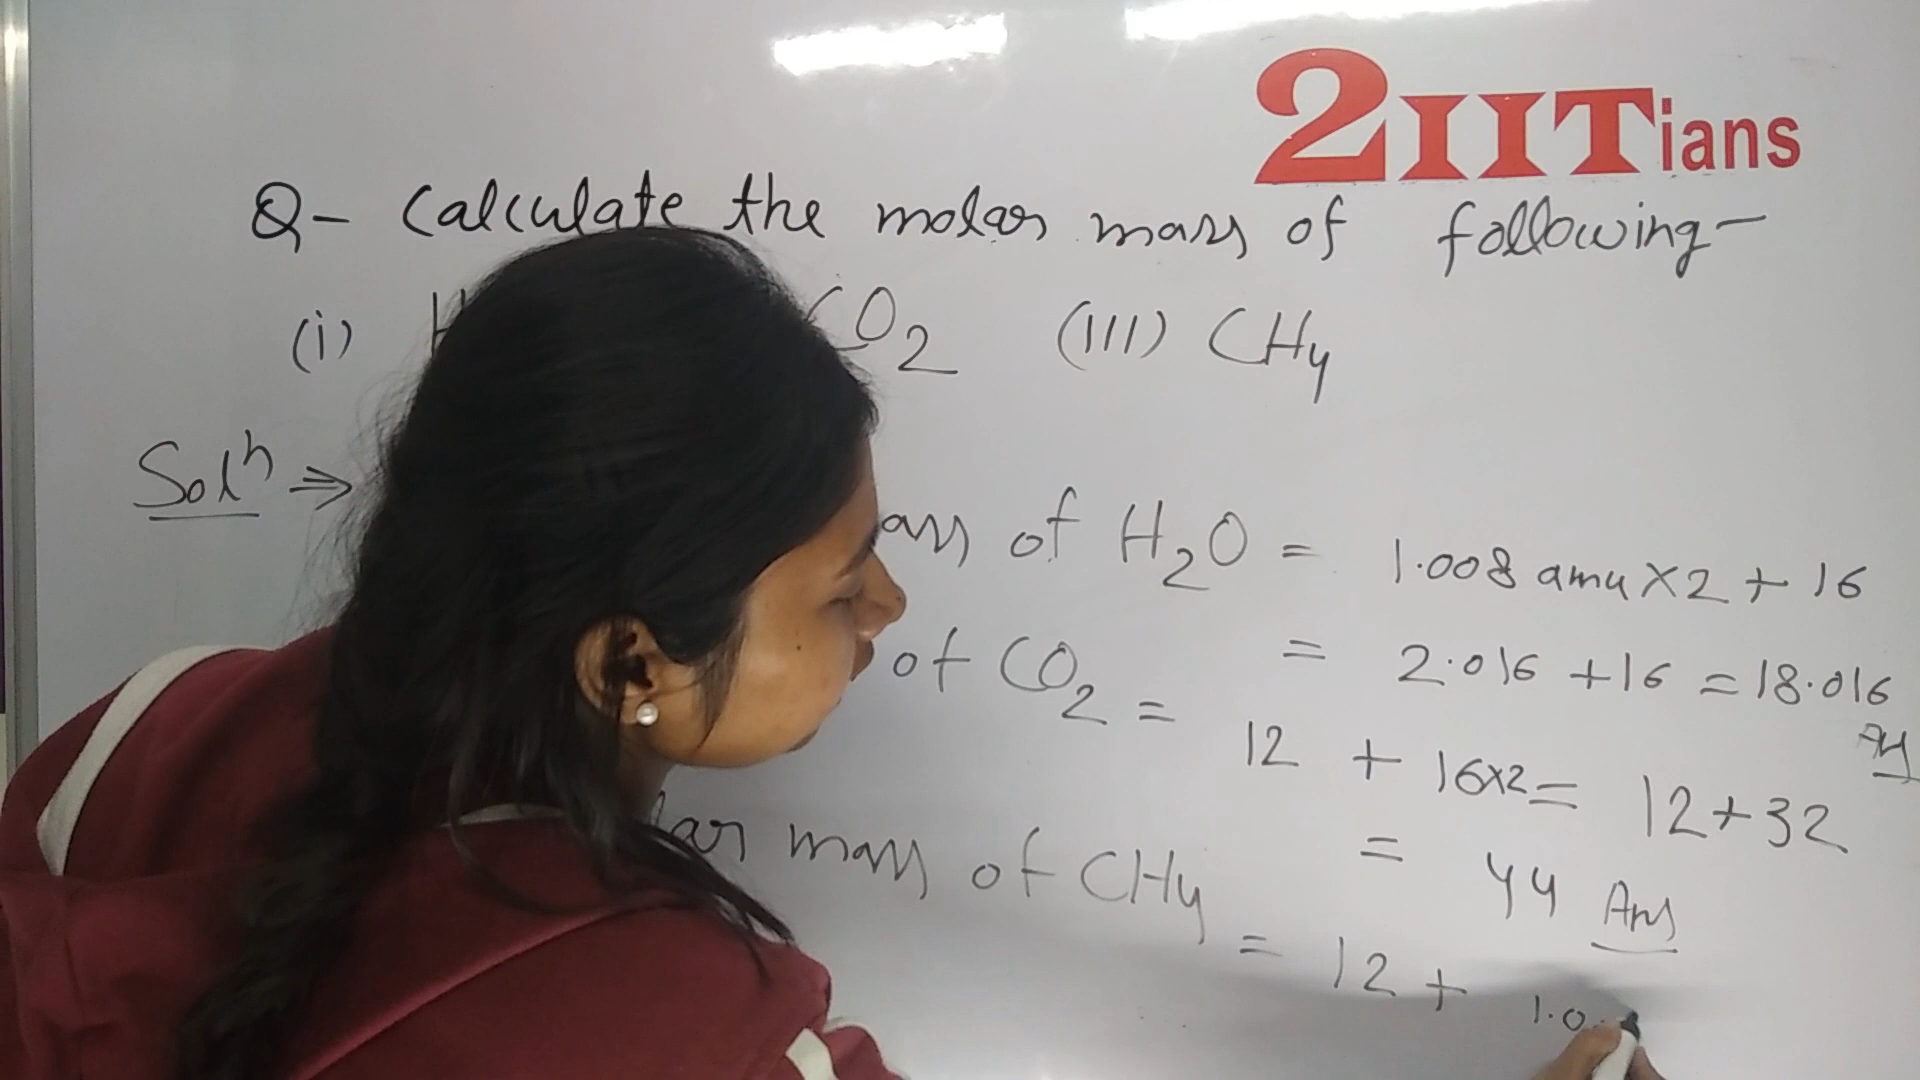 2IITians
Q- Calculate the molar mass of following-
(i) H CO2 (III) CH4
Solⁿ ⇒
of H2O = 1.008 amu × 2 + 16
= 2.016 + 16 = 18.016
Ans
of CO2 = 12 + 16×2 = 12+32
= 44 Ans
lar mass of CH4
= 12 + 1.0